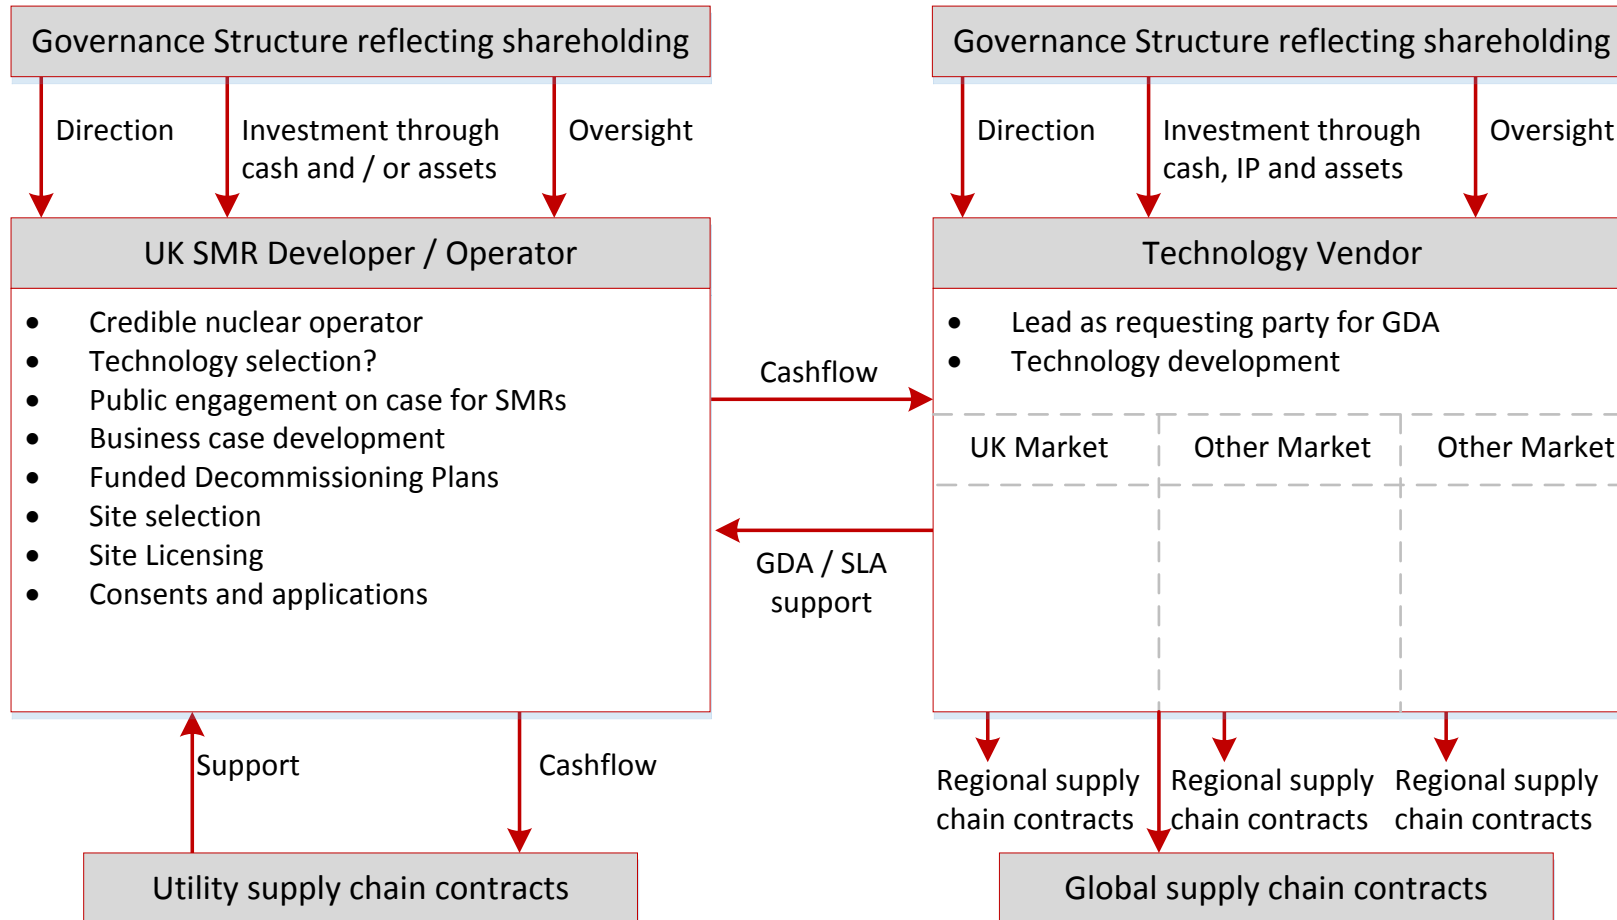 Governance Structure reflecting shareholding
Governance Structure reflecting shareholding
Direction
Investment through
cash and / or assets
Oversight
Direction
Investment through
cash, IP and assets
Oversight
UK SMR Developer / Operator
• Credible nuclear operator
• Technology selection?
• Public engagement on case for SMRs
• Business case development
• Funded Decommissioning Plans
• Site selection
• Site Licensing
• Consents and applications
Cashflow
GDA / SLA
support
Technology Vendor
• Lead as requesting party for GDA
• Technology development
UK Market
Other Market
Other Market
Support
Cashflow
Regional supply
chain contracts
Regional supply
chain contracts
Regional supply
chain contracts
Utility supply chain contracts
Global supply chain contracts